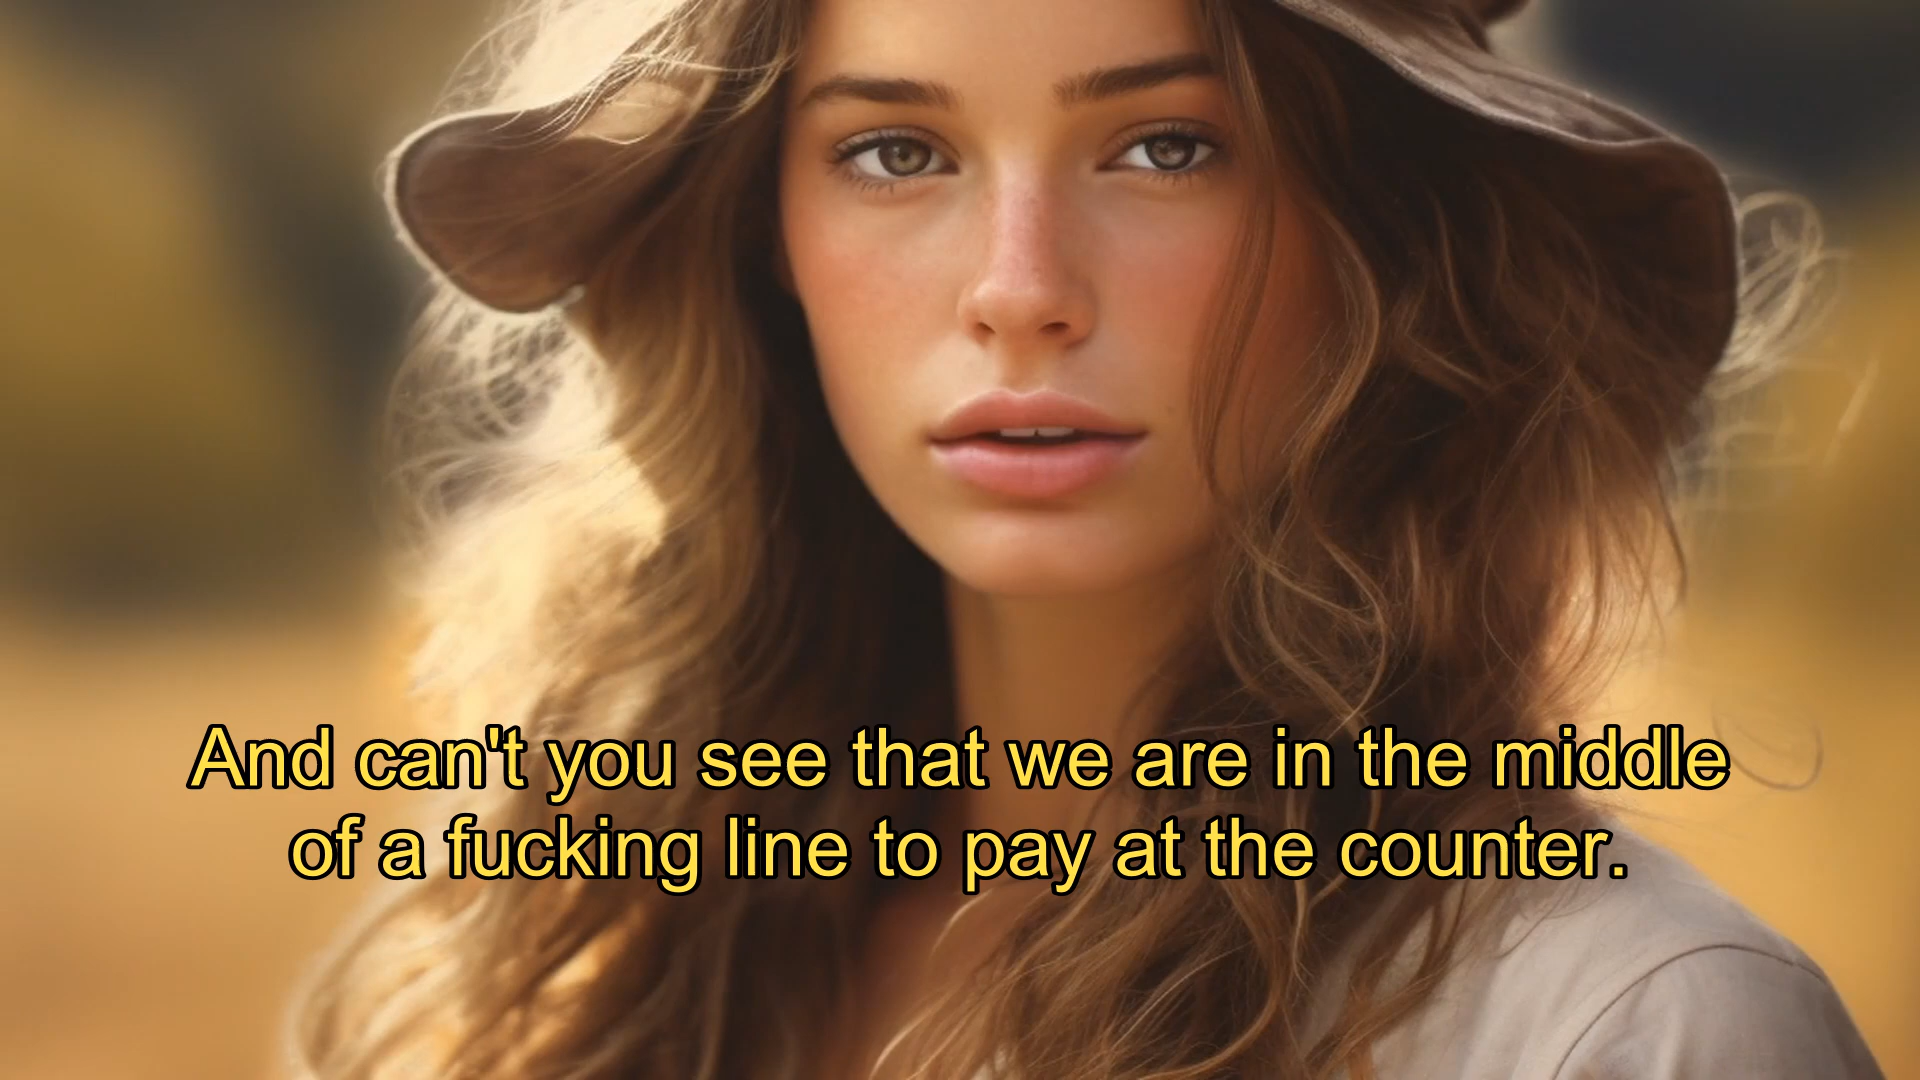 And can't you see that we are in the middle
of a fucking line to pay at the counter.